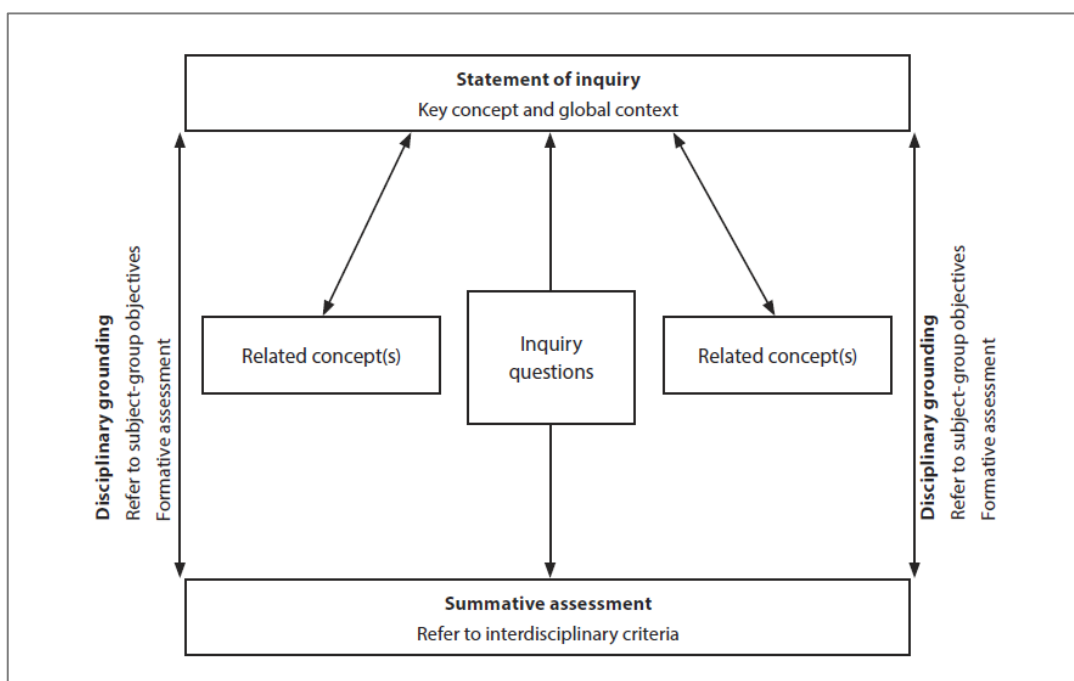 Statement of inquiry
Key concept and global context
Disciplinary grounding
Refer to subject-group objectives
Formative assessment
Related concept(s)
Inquiry
questions
Related concept(s)
Disciplinary grounding
Refer to subject-group objectives
Formative assessment
Summative assessment
Refer to interdisciplinary criteria